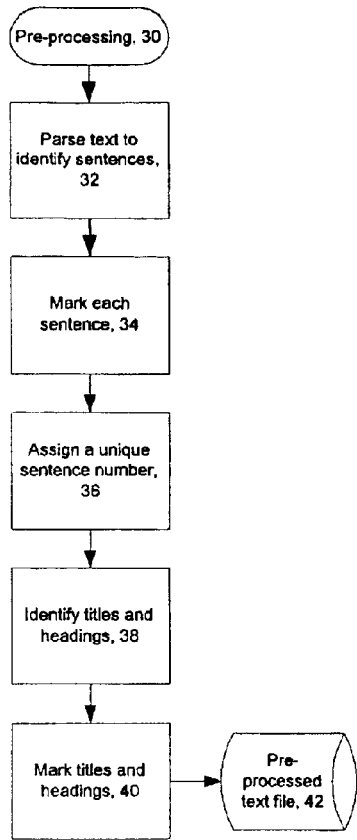 Pre-processing, 30
Parse text to
identify sentences,
32
Mark each
sentence, 34
Assign a unique
sentence number,
36
Identify titles and
headings, 38
Mark titles and
headings, 40
Pre-
processed
text file, 42